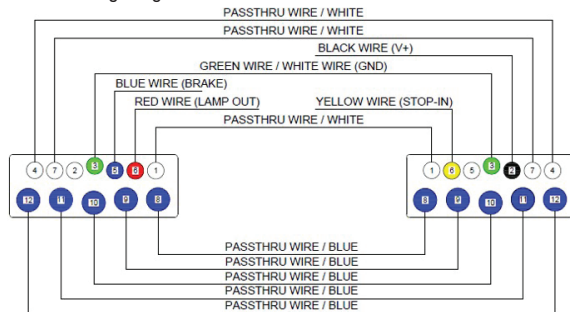 PASSTHRU WIRE / WHITE
PASSTHRU WIRE / WHITE
BLACK WIRE (V+)
GREEN WIRE / WHITE WIRE (GND)
BLUE WIRE (BRAKE)
RED WIRE (LAMP OUT) YELLOW WIRE (STOP-IN)
PASSTHRU WIRE / WHITE
4 7 2 3 5 6 1 1 6 5 3 2 7 4
12 11 10 9 8 8 9 10 11 12
PASSTHRU WIRE / BLUE
PASSTHRU WIRE / BLUE
PASSTHRU WIRE / BLUE
PASSTHRU WIRE / BLUE
PASSTHRU WIRE / BLUE